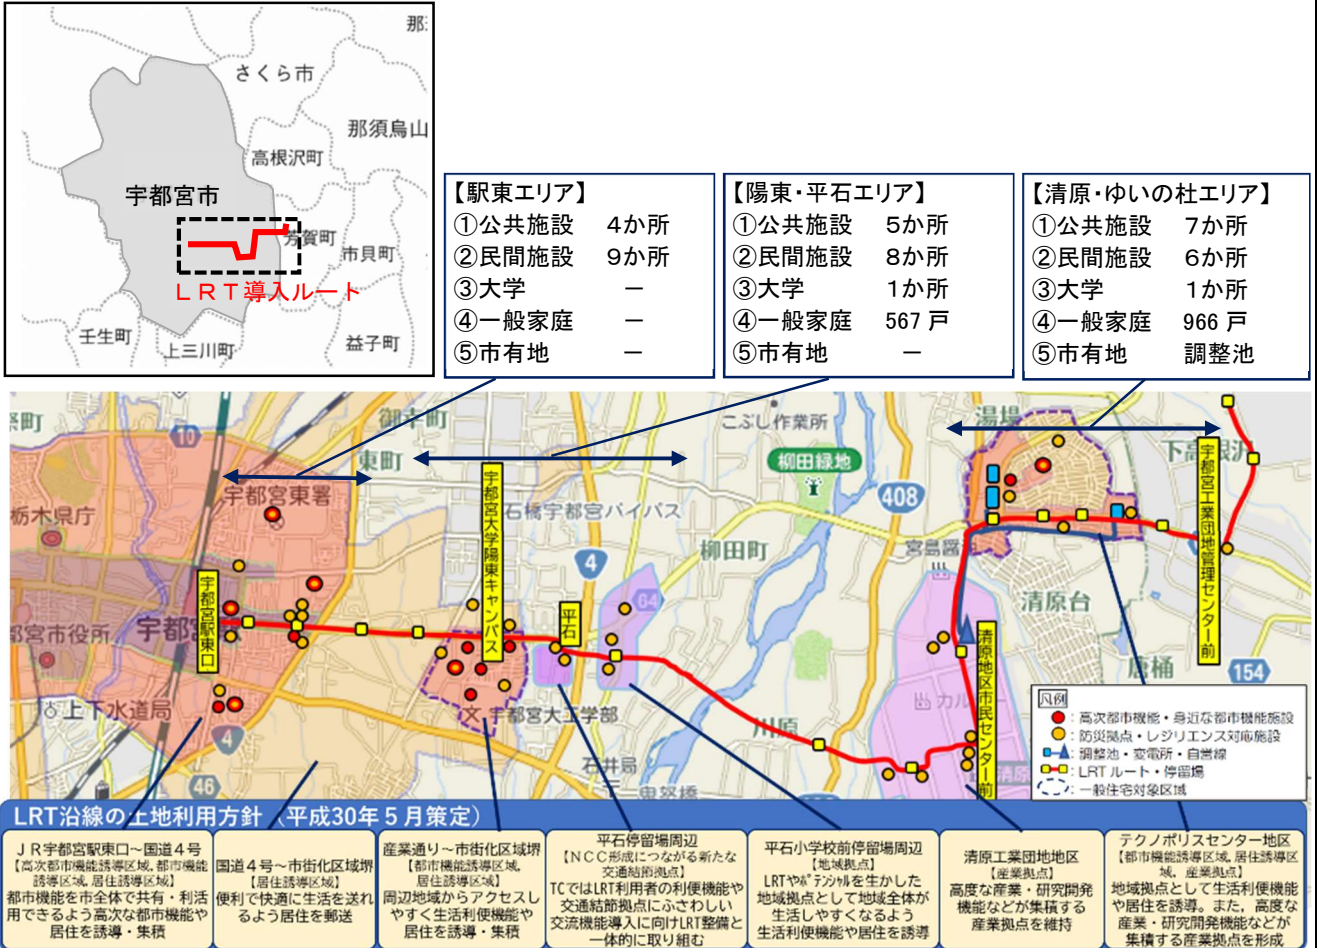 那
さくら市
那須烏山
高根沢町
宇都宮市
芳賀町
市貝町
LRT導入ルート
壬生町
上三川町
益子町
【駅東エリア】
①公共施設 4か所
②民間施設 9か所
③大学 －
④一般家庭 －
⑤市有地 －
【陽東・平石エリア】
①公共施設 5か所
②民間施設 8か所
③大学 1か所
④一般家庭 567戸
⑤市有地 －
【清原・ゆいの杜エリア】
①公共施設 7か所
②民間施設 6か所
③大学 1か所
④一般家庭 966戸
⑤市有地 調整池
御幸町
こぶし作業所
湯場
10
東町
柳田緑地
下高根沢
宇都宮東署
408
栃木県庁
石橋宇都宮バイパス
宇都宮大学陽東キャンパス
宇都宮工業団地管理センター前
柳田町
4
64
清原台
宇都宮駅東口
平石
都宮市役所
宇都宮
清原地区市民センター前
唐桶
154
上下水道局
宇都宮大工学部
川原
4
石井局
鬼怒橋
46
清原
凡例
：高次都市機能・身近な都市機能施設
：防災拠点・レジリエンス対応施設
：調整池・変電所・自営線
：LRTルート・停留場
：一般住宅対象区域
LRT沿線の土地利用方針（平成30年５月策定）
ＪＲ宇都宮駅東口～国道４号
【高次都市機能誘導区域、都市機能
誘導区域、居住誘導区域】
都市機能を市全体で共有・利活
用できるよう高次な都市機能や
居住を誘導・集積
国道４号～市街化区域堺
【居住誘導区域】
便利で快適に生活を送れ
るよう居住を郵送
産業通り～市街化区域堺
【都市機能誘導区域、
居住誘導区域】
周辺地域からアクセスし
やすく生活利便機能や
居住を誘導・集積
平石停留場周辺
【ＮＣＣ形成につながる新たな
交通結節拠点】
TCではLRT利用者の利便機能や
交通結節拠点にふさわしい
交流機能導入に向けLRT整備と
一体的に取り組む
平石小学校前停留場周辺
【地域拠点】
LRTやﾎﾟﾃﾝｼｬﾙを生かした
地域拠点として地域全体が
生活しやすくなるよう
生活利便機能や居住を誘導
清原工業団地地区
【産業拠点】
高度な産業・研究開発
機能などが集積する
産業拠点を維持
テクノポリスセンター地区
【都市機能誘導区域、居住誘導区
域、産業拠点】
地域拠点として生活利便機能
や居住を誘導。また，高度な
産業・研究開発機能などが
集積する産業拠点を形成